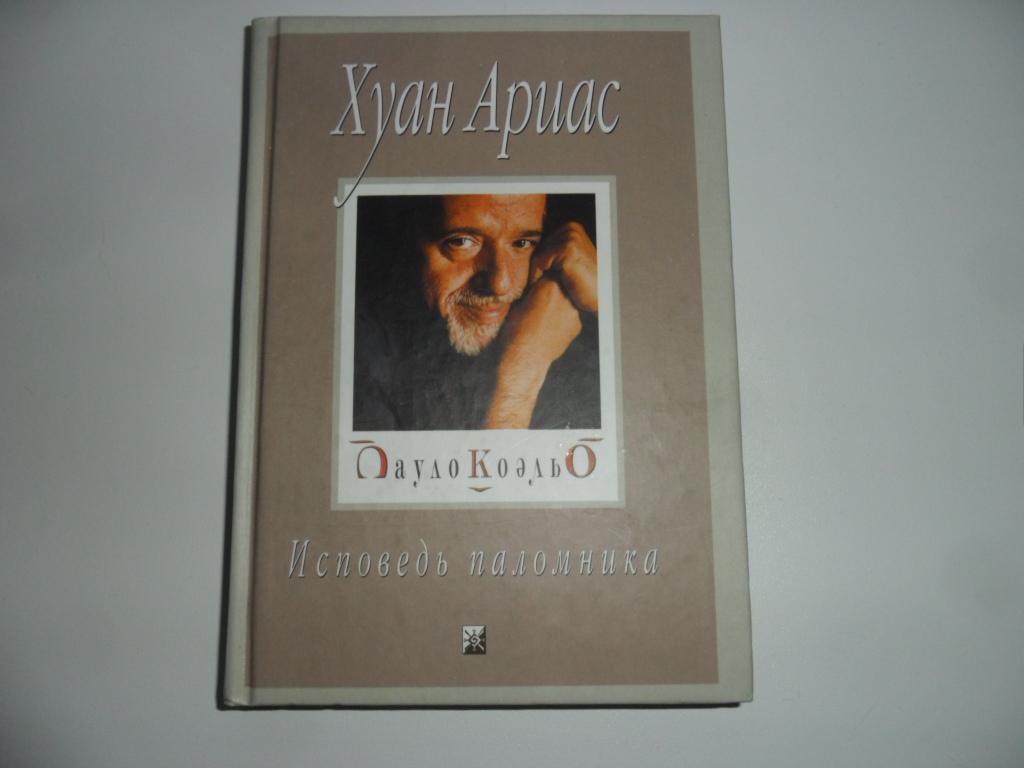 Хуан Ариас
Пауло Коэльо
Исповедь паломника